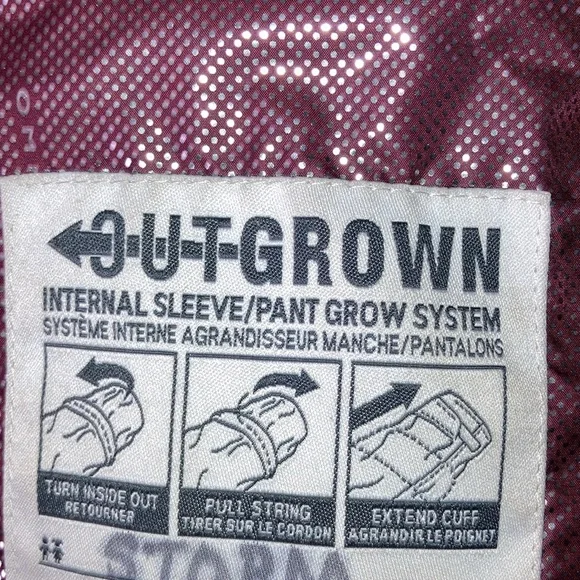 OUTGROWN
INTERNAL SLEEVE/PANT GROW SYSTEM
SYSTÈME INTERNE AGRANDISSEUR MANCHE/PANTALONS
TURN INSIDE OUT
RETOURNER
PULL STRING
TIRER SUR LE CORDON
EXTEND CUFF
AGRANDIR LE POIGNET
STORM